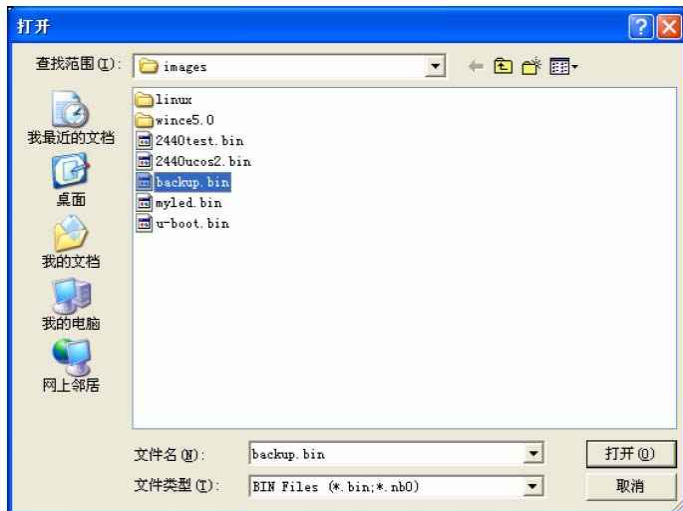 打开
查找范围(I):
images
我最近的文档
桌面
我的文档
我的电脑
网上邻居
linux
wince5.0
2440test.bin
2440ucos2.bin
backup.bin
myled.bin
u-boot.bin
文件名(N):
backup.bin
打开(O)
文件类型(T):
BIN Files (*.bin;*.nb0)
取消